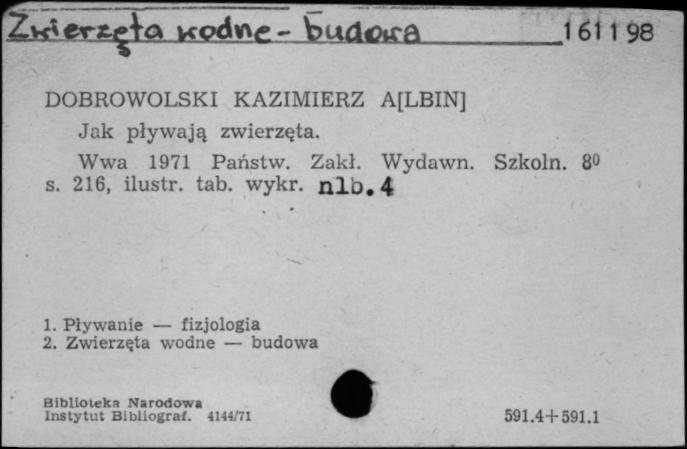 Zwierzęta wodne - budowa 161198
DOBROWOLSKI KAZIMIERZ A[LBIN]
Jak pływają zwierzęta.
Wwa 1971 Państw. Zakł. Wydawn. Szkoln. 8⁰
s. 216, ilustr. tab. wykr. nlb. 4
1. Pływanie — fizjologia
2. Zwierzęta wodne — budowa
Biblioteka Narodowa
Instytut Bibliograf. 4144/71
591.4+591.1